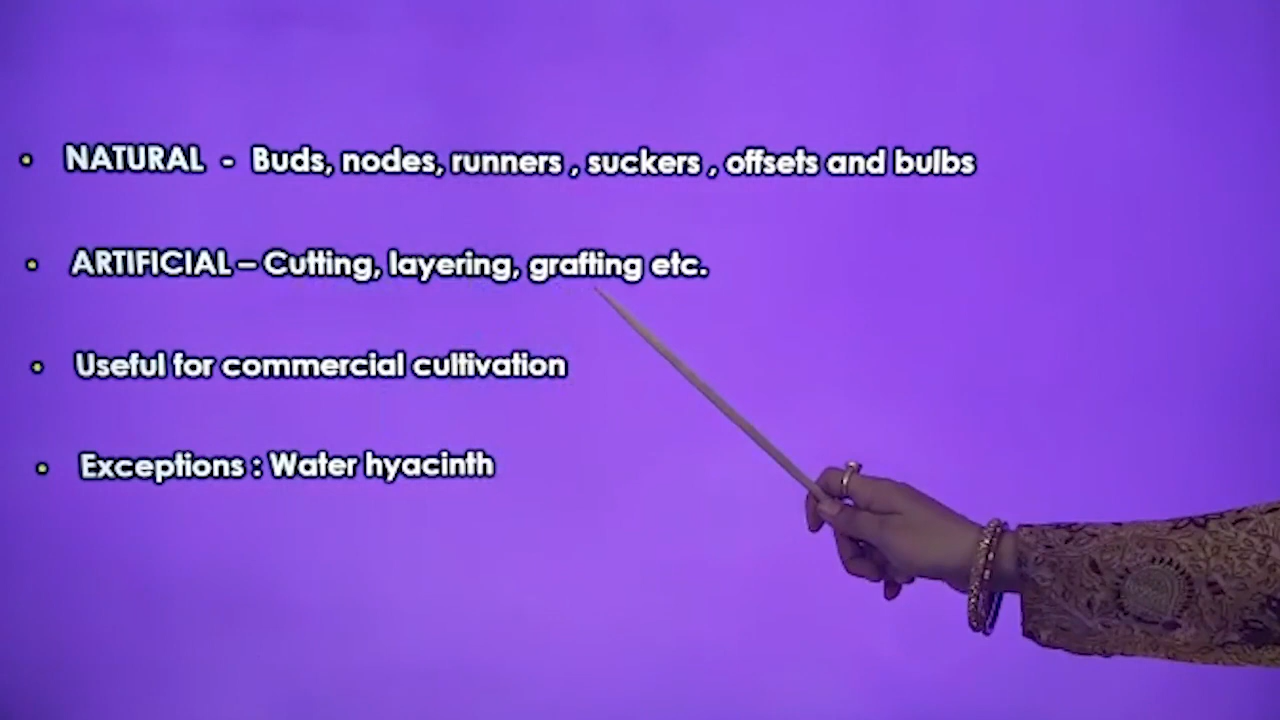 • NATURAL - Buds, nodes, runners , suckers , offsets and bulbs
• ARTIFICIAL – Cutting, layering, grafting etc.
• Useful for commercial cultivation
• Exceptions : Water hyacinth